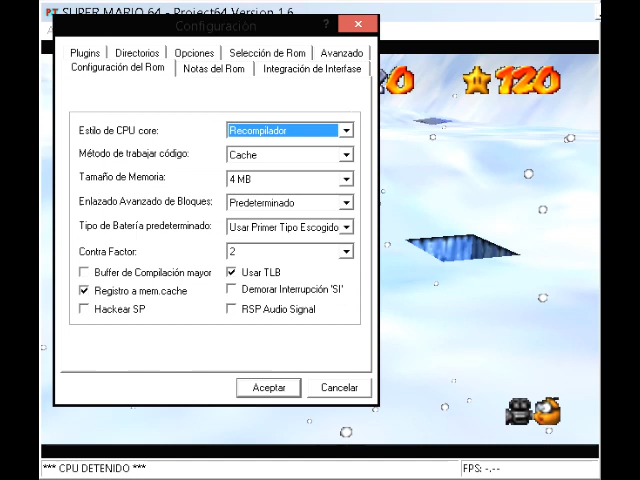 SUPER MARIO 64 - Project64 Version 1.6
Configuración
?
x
Plugins
Directorios
Opciones
Selección de Rom
Avanzado
Configuración del Rom
Notas del Rom
Integración de Interfase
0
120
Estilo de CPU core:
Recompilador
Método de trabajar código:
Cache
Tamaño de Memoria:
4 MB
Enlazado Avanzado de Bloques:
Predeterminado
Tipo de Batería predeterminado:
Usar Primer Tipo Escogido
Contra Factor:
2
Buffer de Compilación mayor
Usar TLB
Registro a mem.cache
Demorar Interrupción 'SI'
Hackear SP
RSP Audio Signal
Aceptar
Cancelar
*** CPU DETENIDO ***
FPS: -.--